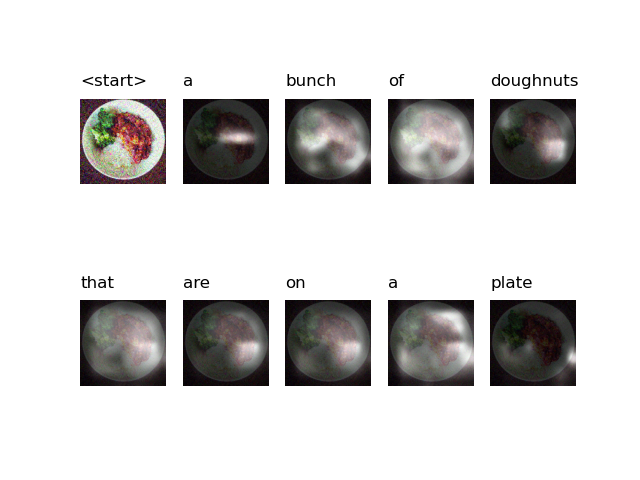 <start> a bunch of doughnuts
that are on a plate